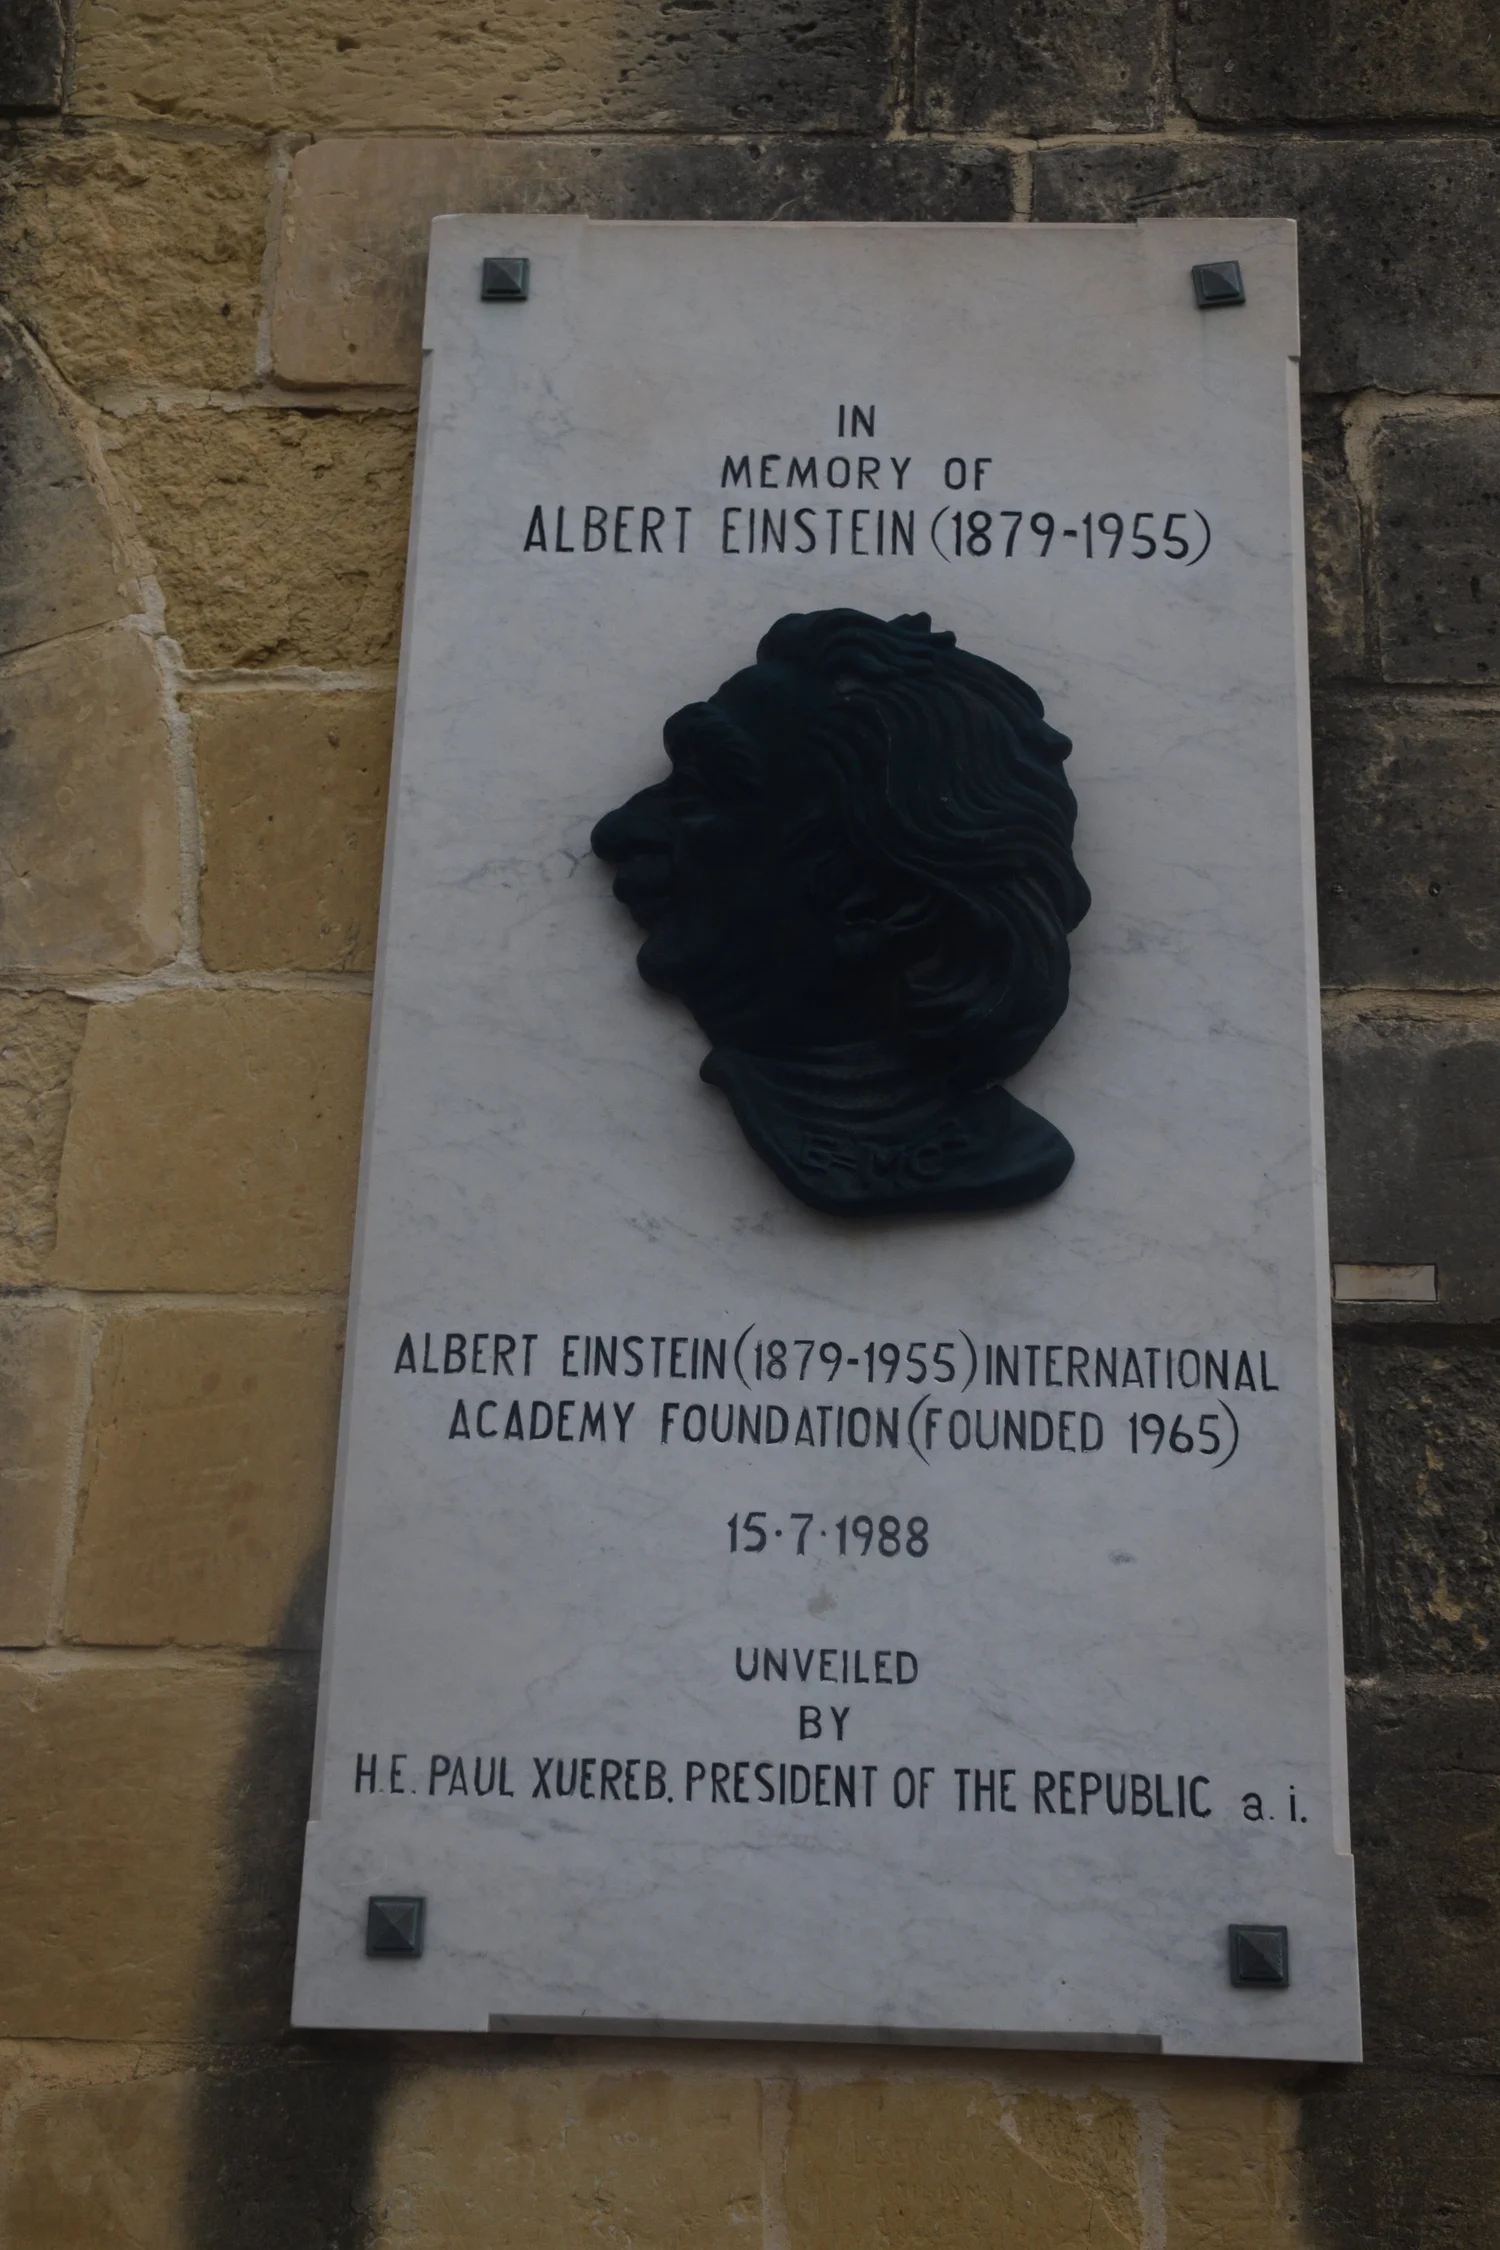 IN
MEMORY OF
ALBERT EINSTEIN (1879-1955)
E=MC²
ALBERT EINSTEIN (1879-1955) INTERNATIONAL
ACADEMY FOUNDATION (FOUNDED 1965)
15·7·1988
UNVEILED
BY
H.E. PAUL XUEREB. PRESIDENT OF THE REPUBLIC a.i.